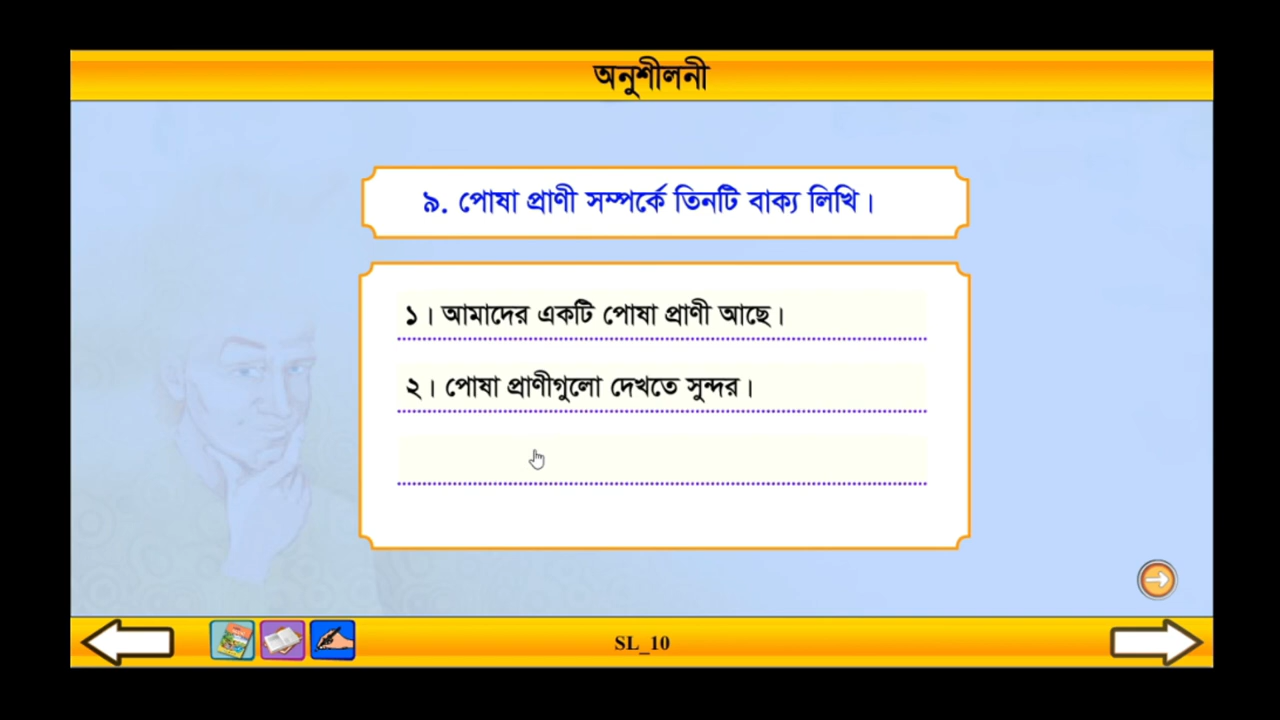 অনুশীলনী
৯. পোষা প্রাণী সম্পর্কে তিনটি বাক্য লিখি।
১। আমাদের একটি পোষা প্রাণী আছে।
২। পোষা প্রাণীগুলো দেখতে সুন্দর।
SL_10